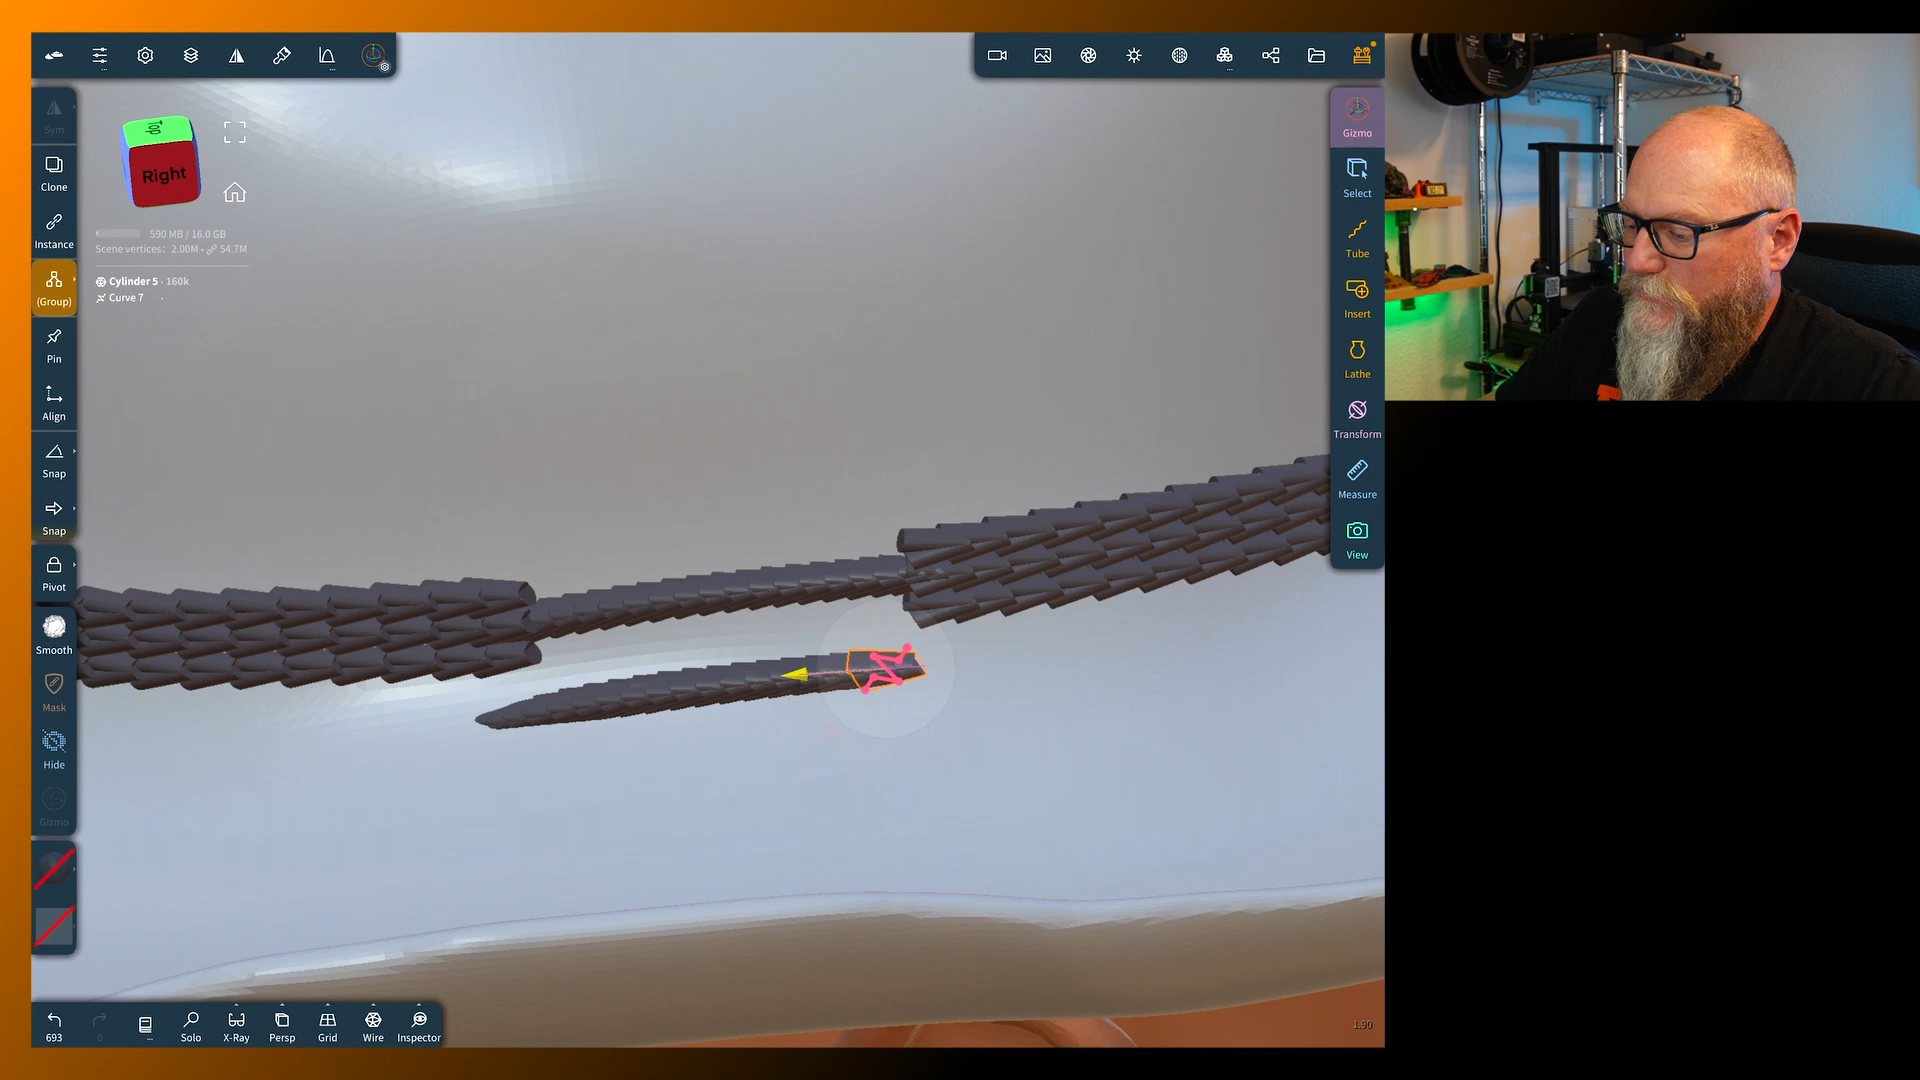 Top
Right
590 MB / 16.0 GB
Scene vertices: 2.00M • 54.7M
Cylinder 5 · 160k
Curve 7
Sym
Clone
Instance
(Group)
Pin
Align
Snap
Snap
Pivot
Smooth
Mask
Hide
Gizmo
Gizmo
Select
Tube
Insert
Lathe
Transform
Measure
View
693
0
Solo
X-Ray
Persp
Grid
Wire
Inspector
1.90